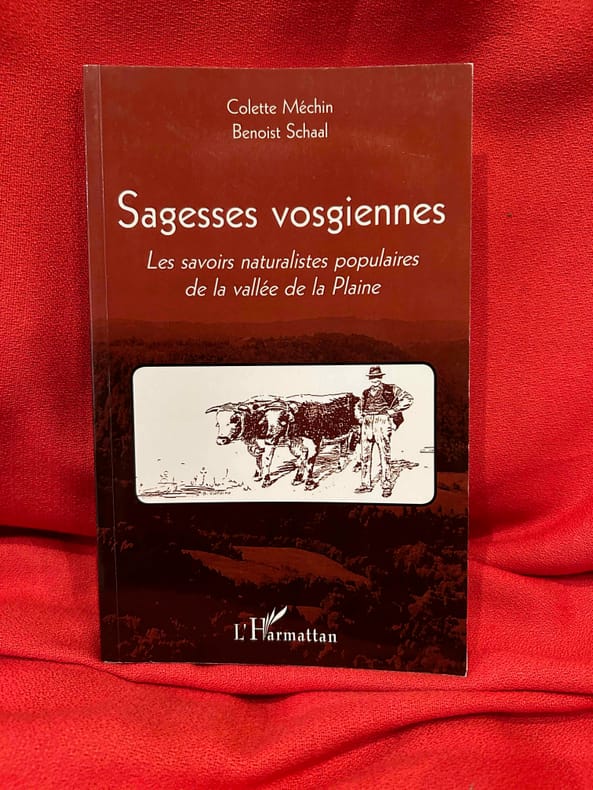 Colette Méchin
Benoist Schaal
Sagesses vosgiennes
Les savoirs naturalistes populaires
de la vallée de la Plaine
L'Harmattan